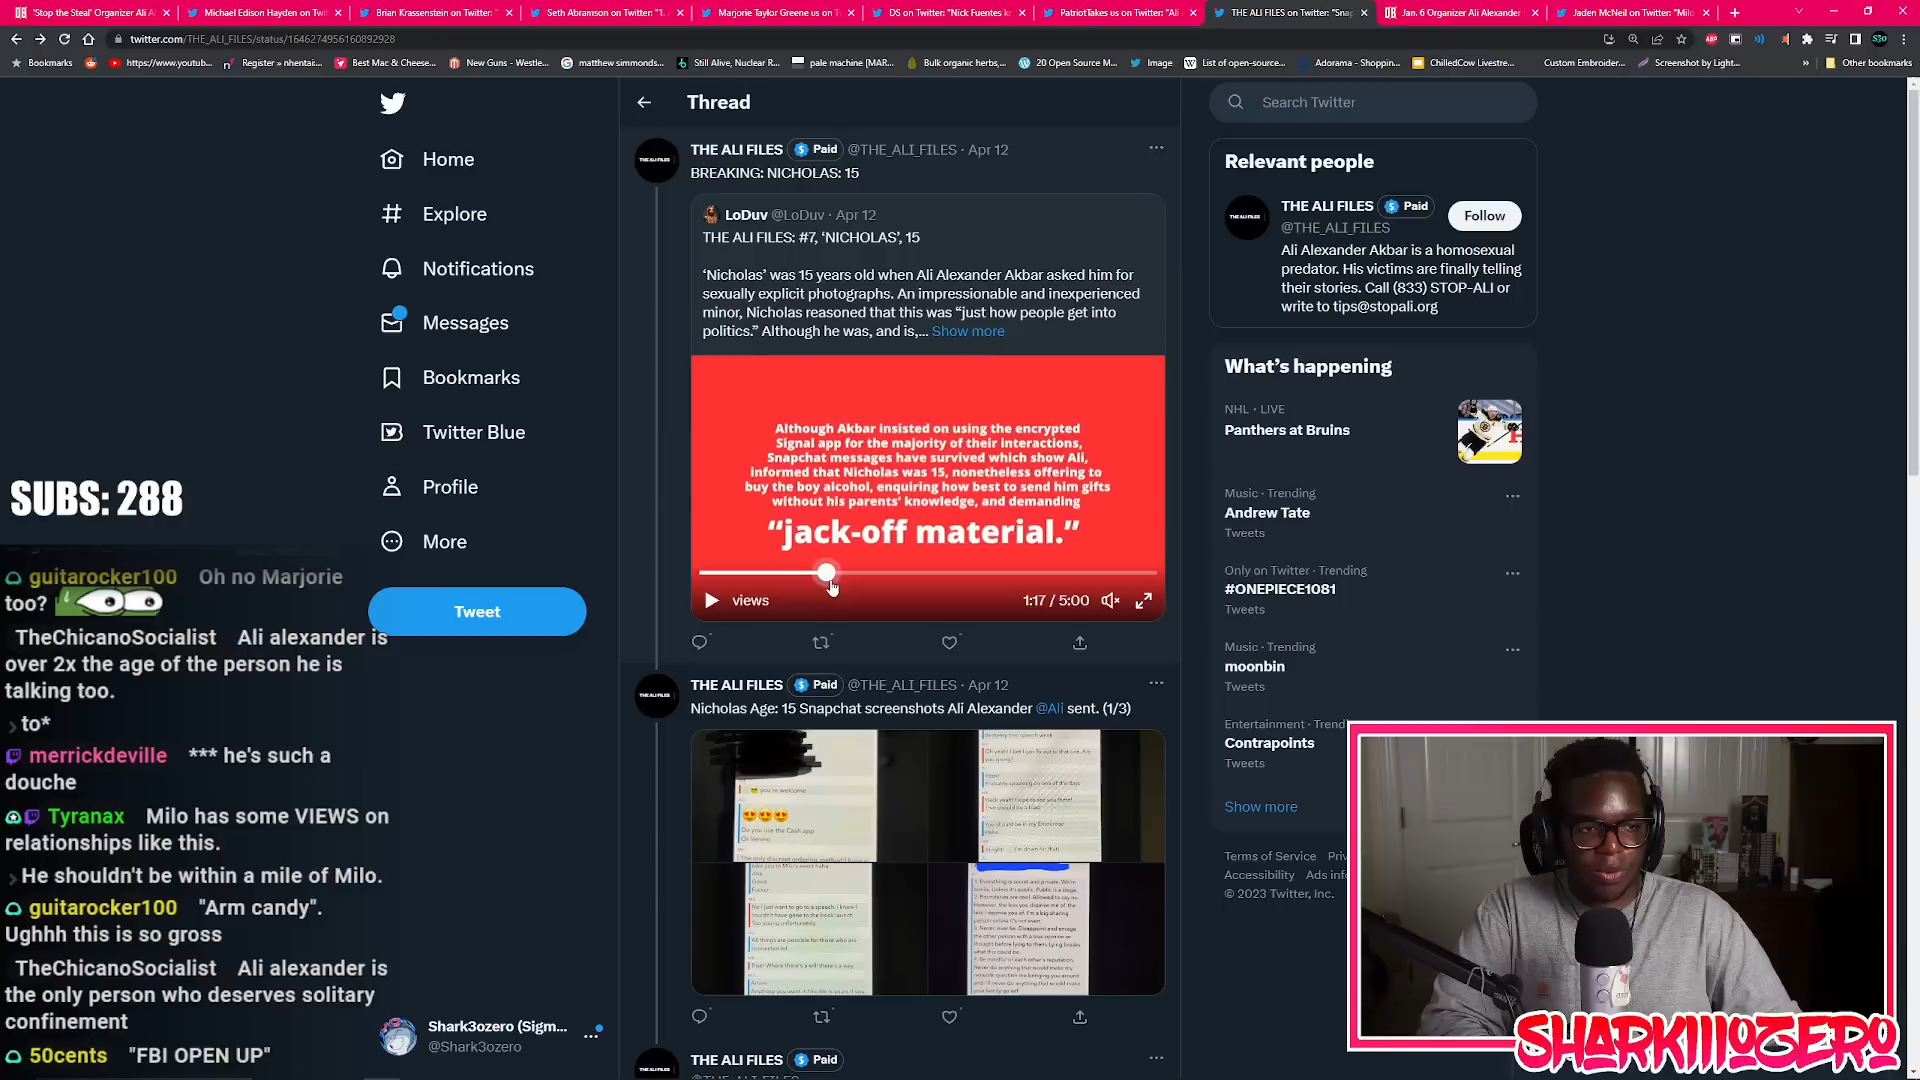 'Stop the Steal' Organizer Ali Al
Michael Edison Hayden on Twit
Brian Krassenstein on Twitter: "
Seth Abramson on Twitter: "1.
Marjorie Taylor Greene us on T
DS on Twitter: "Nick Fuentes k
PatriotTakes us on Twitter: "Ali
THE ALI FILES on Twitter: "Snap
Jan. 6 Organizer Ali Alexander
Jaden McNeil on Twitter: "Milo
twitter.com/THE_ALI_FILES/status/1646274956160892928
Bookmarks
https://www.youtub...
Register » nhentai...
Best Mac & Cheese...
New Guns - Westle...
matthew simmonds...
Still Alive, Nuclear R...
pale machine [MAR...
Bulk organic herbs,...
20 Open Source M...
Image
List of open-source...
Adorama - Shoppin...
ChilledCow Livestre...
Custom Embroider...
Screenshot by Light...
»
Other bookmarks
Home
Explore
Notifications
Messages
Bookmarks
Twitter Blue
Profile
More
Tweet
Shark3ozero (Sigm...
@Shark3ozero
SUBS: 288
guitarocker100 Oh no Marjorie
too?
TheChicanoSocialist Ali alexander is
over 2x the age of the person he is
talking too.
to*
merrickdeville *** he's such a
douche
Tyranax Milo has some VIEWS on
relationships like this.
He shouldn't be within a mile of Milo.
guitarocker100 "Arm candy".
Ughhh this is so gross
TheChicanoSocialist Ali alexander is
the only person who deserves solitary
confinement
50cents "FBI OPEN UP"
Thread
THE ALI FILES Paid @THE_ALI_FILES · Apr 12
BREAKING: NICHOLAS: 15
LoDuv @LoDuv · Apr 12
THE ALI FILES: #7, 'NICHOLAS', 15
'Nicholas' was 15 years old when Ali Alexander Akbar asked him for
sexually explicit photographs. An impressionable and inexperienced
minor, Nicholas reasoned that this was "just how people get into
politics." Although he was, and is,... Show more
Although Akbar insisted on using the encrypted
Signal app for the majority of their interactions,
Snapchat messages have survived which show Ali,
informed that Nicholas was 15, nonetheless offering to
buy the boy alcohol, enquiring how best to send him gifts
without his parents' knowledge, and demanding
"jack-off material."
views
1:17 / 5:00
THE ALI FILES Paid @THE_ALI_FILES · Apr 12
Nicholas Age: 15 Snapchat screenshots Ali Alexander @Ali sent. (1/3)
you're welcome
Do you use the Cash app
Or Venmo
THE ALI FILES Paid
Search Twitter
Relevant people
THE ALI FILES Paid
@THE_ALI_FILES
Follow
Ali Alexander Akbar is a homosexual
predator. His victims are finally telling
their stories. Call (833) STOP-ALI or
write to tips@stopali.org
What's happening
NHL · LIVE
Panthers at Bruins
Music · Trending
Andrew Tate
Tweets
Only on Twitter · Trending
#ONEPIECE1081
Tweets
Music · Trending
moonbin
Tweets
Entertainment · Trend
Contrapoints
Tweets
Show more
Terms of Service
Accessibility
© 2023 Twitter, Inc.
SHARKIIIOZERO